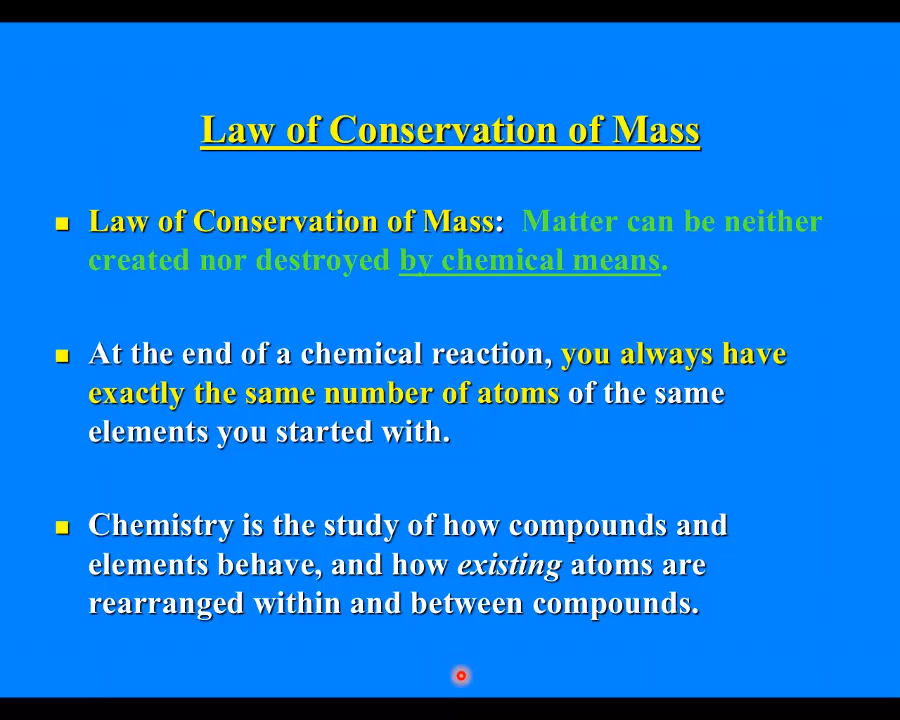 Law of Conservation of Mass
Law of Conservation of Mass: Matter can be neither
created nor destroyed by chemical means.
At the end of a chemical reaction, you always have
exactly the same number of atoms of the same
elements you started with.
Chemistry is the study of how compounds and
elements behave, and how existing atoms are
rearranged within and between compounds.